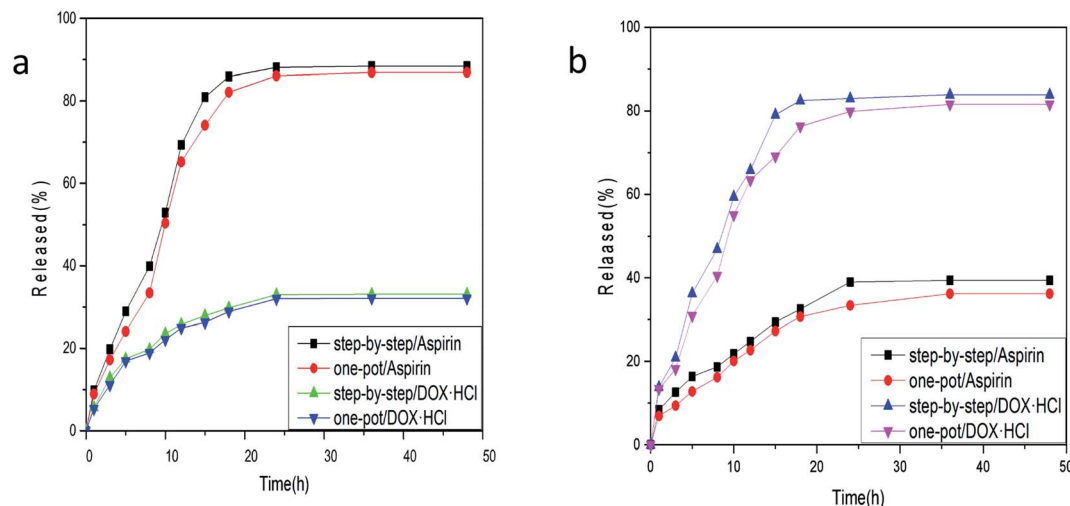 a
100
80
60
40
20
0
Released(%)
0 10 20 30 40 50
Time(h)
step-by-step/Aspirin
one-pot/Aspirin
step-by-step/DOX·HCl
one-pot/DOX·HCl
b
100
80
60
40
20
0
Relaased(%)
0 10 20 30 40 50
Time(h)
step-by-step/Aspirin
one-pot/Aspirin
step-by-step/DOX·HCl
one-pot/DOX·HCl